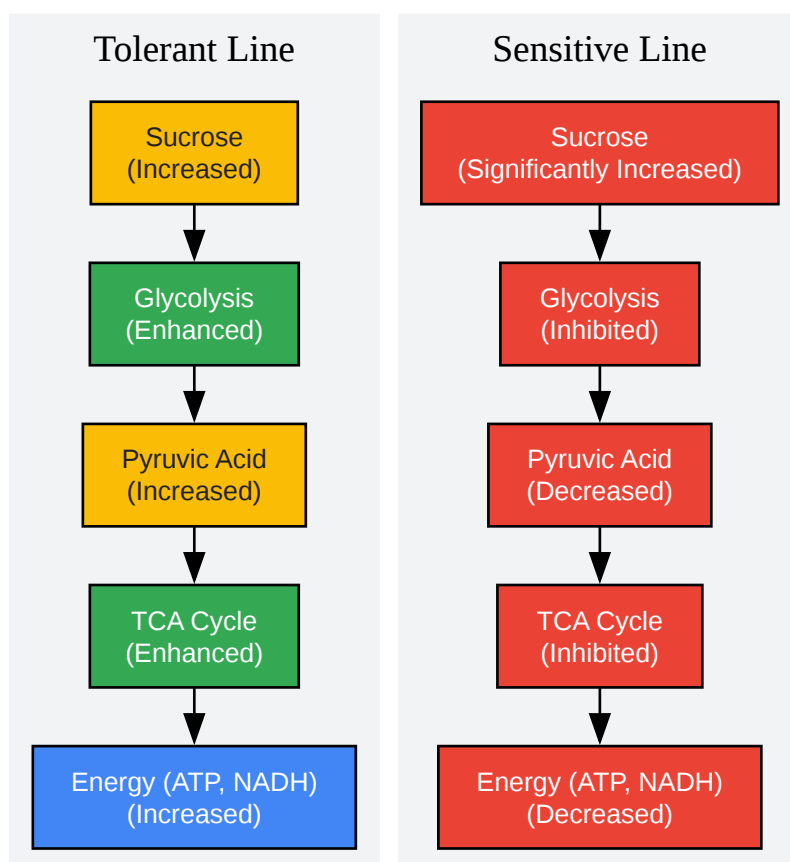 Tolerant Line
Sucrose
(Increased)
Glycolysis
(Enhanced)
Pyruvic Acid
(Increased)
TCA Cycle
(Enhanced)
Energy (ATP, NADH)
(Increased)
Sensitive Line
Sucrose
(Significantly Increased)
Glycolysis
(Inhibited)
Pyruvic Acid
(Decreased)
TCA Cycle
(Inhibited)
Energy (ATP, NADH)
(Decreased)